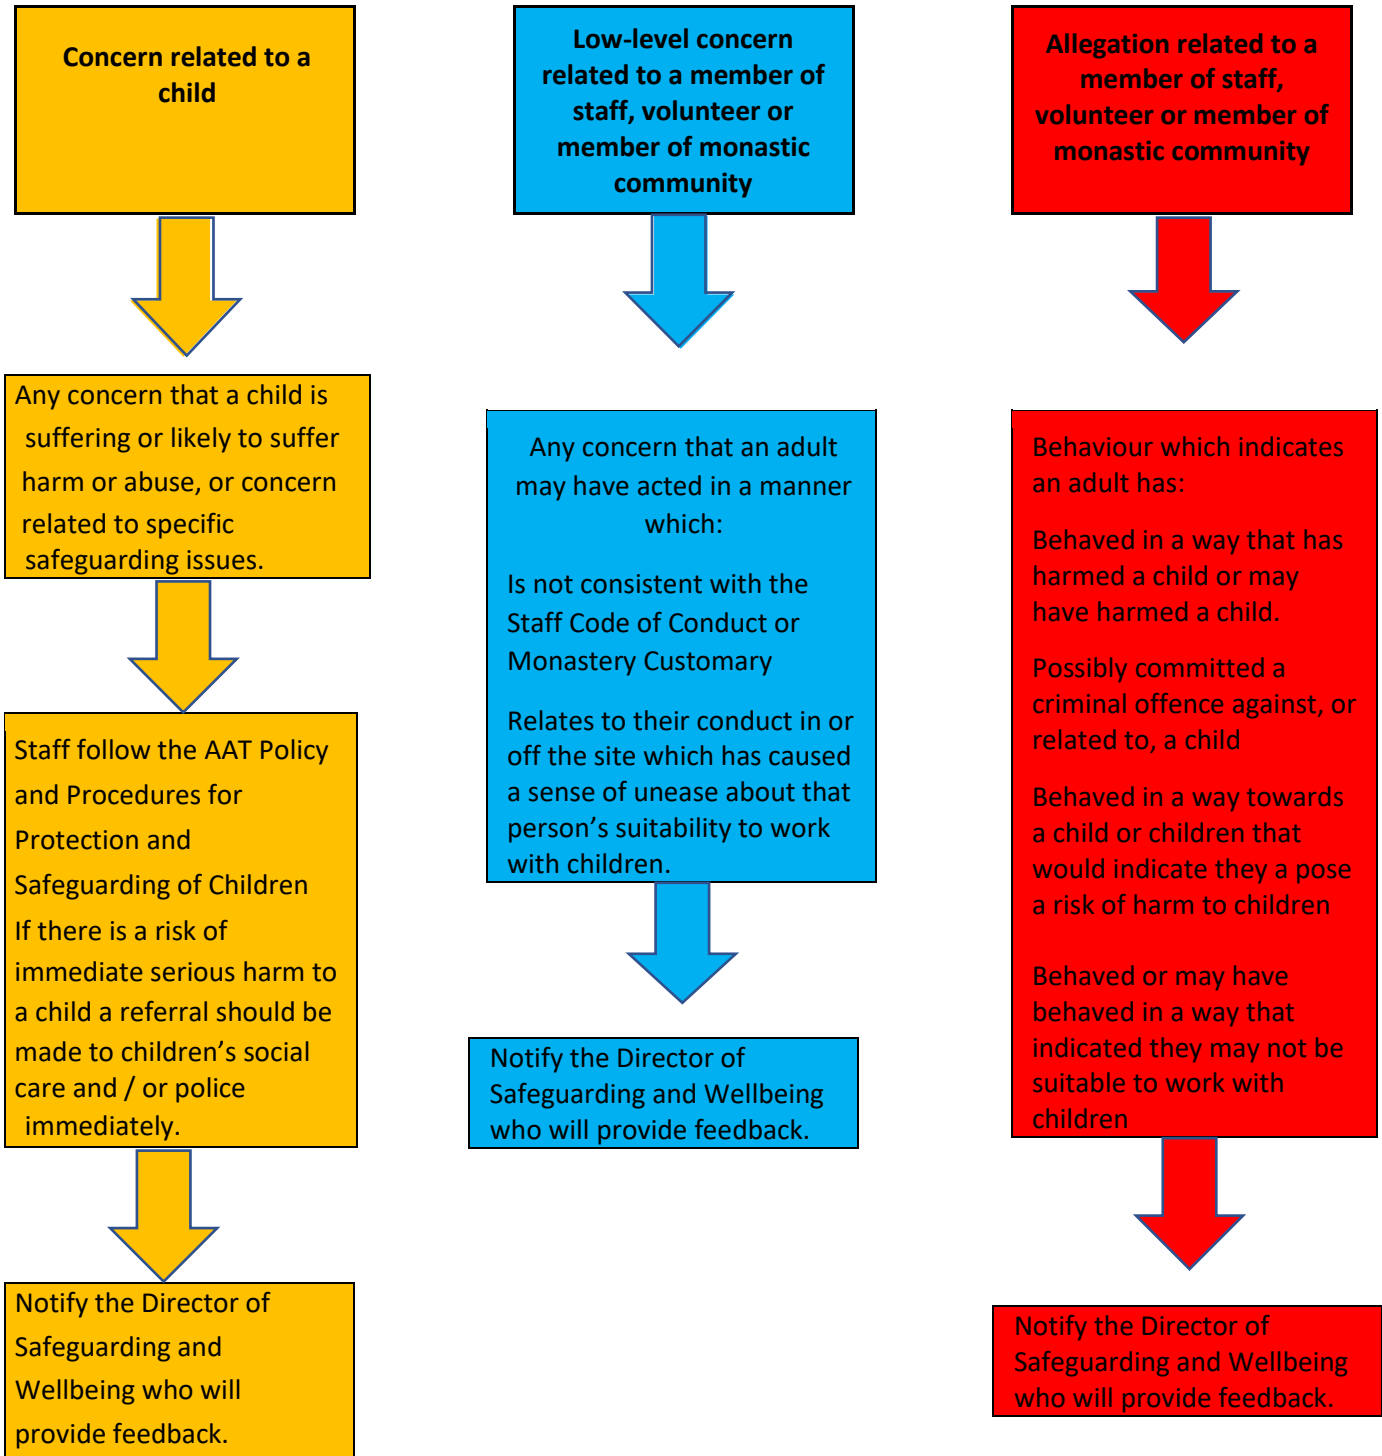 Concern related to a
child
Any concern that a child is
suffering or likely to suffer
harm or abuse, or concern
related to specific
safeguarding issues.
Staff follow the AAT Policy
and Procedures for
Protection and
Safeguarding of Children
If there is a risk of
immediate serious harm to
a child a referral should be
made to children’s social
care and / or police
immediately.
Notify the Director of
Safeguarding and
Wellbeing who will
provide feedback.
Low-level concern
related to a member of
staff, volunteer or
member of monastic
community
Any concern that an adult
may have acted in a manner
which:
Is not consistent with the
Staff Code of Conduct or
Monastery Customary
Relates to their conduct in or
off the site which has caused
a sense of unease about that
person’s suitability to work
with children.
Notify the Director of
Safeguarding and Wellbeing
who will provide feedback.
Allegation related to a
member of staff,
volunteer or member of
monastic community
Behaviour which indicates
an adult has:
Behaved in a way that has
harmed a child or may
have harmed a child.
Possibly committed a
criminal offence against, or
related to, a child
Behaved in a way towards
a child or children that
would indicate they a pose
a risk of harm to children
Behaved or may have
behaved in a way that
indicated they may not be
suitable to work with
children
Notify the Director of
Safeguarding and Wellbeing
who will provide feedback.